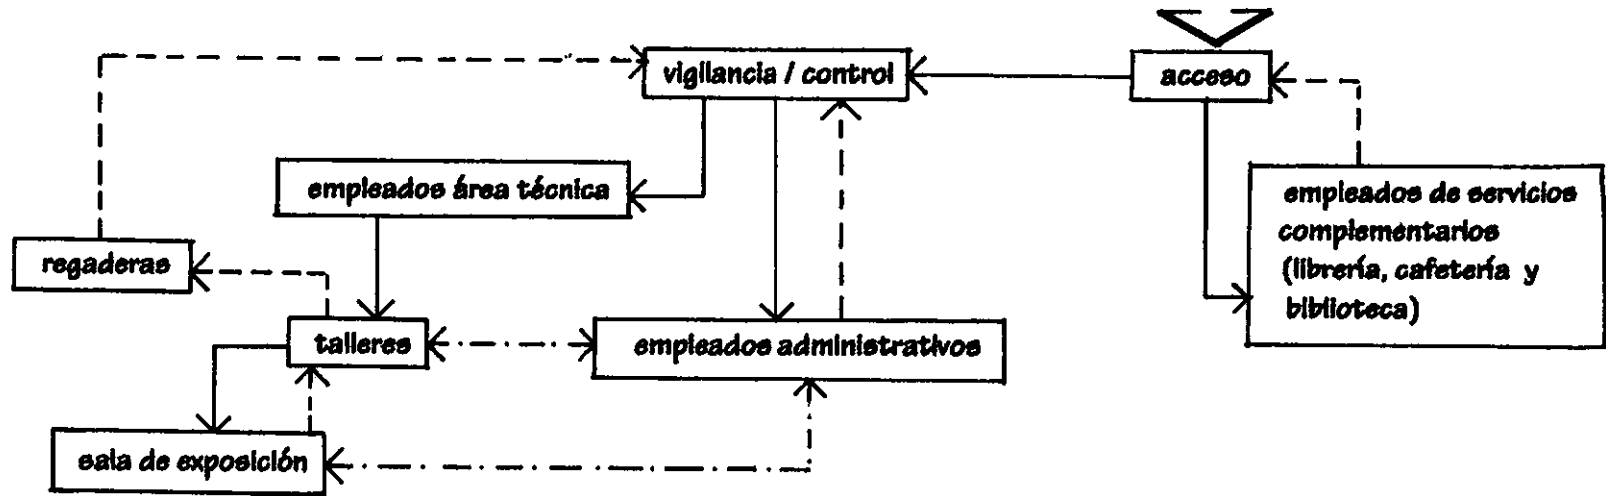 vigilancia / control
acceso
empleados área técnica
empleados de servicios
complementarios
(librería, cafetería y
biblioteca)
regaderas
talleres
empleados administrativos
sala de exposición